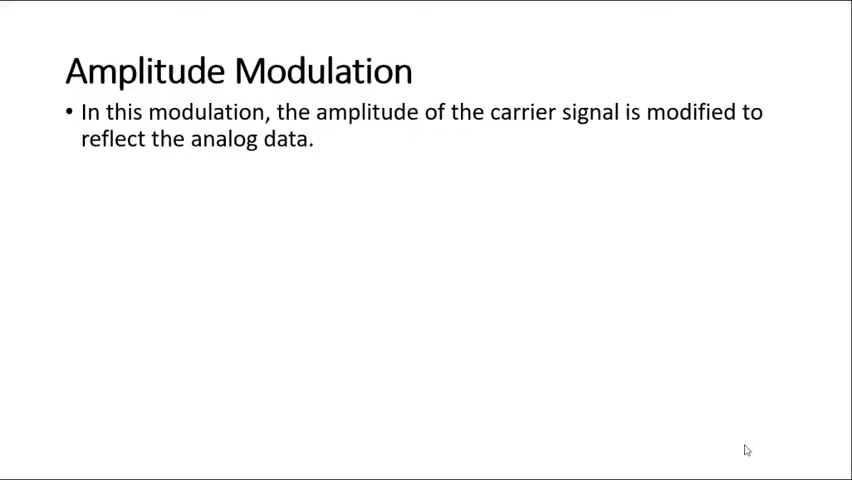 Amplitude Modulation
• In this modulation, the amplitude of the carrier signal is modified to
reflect the analog data.